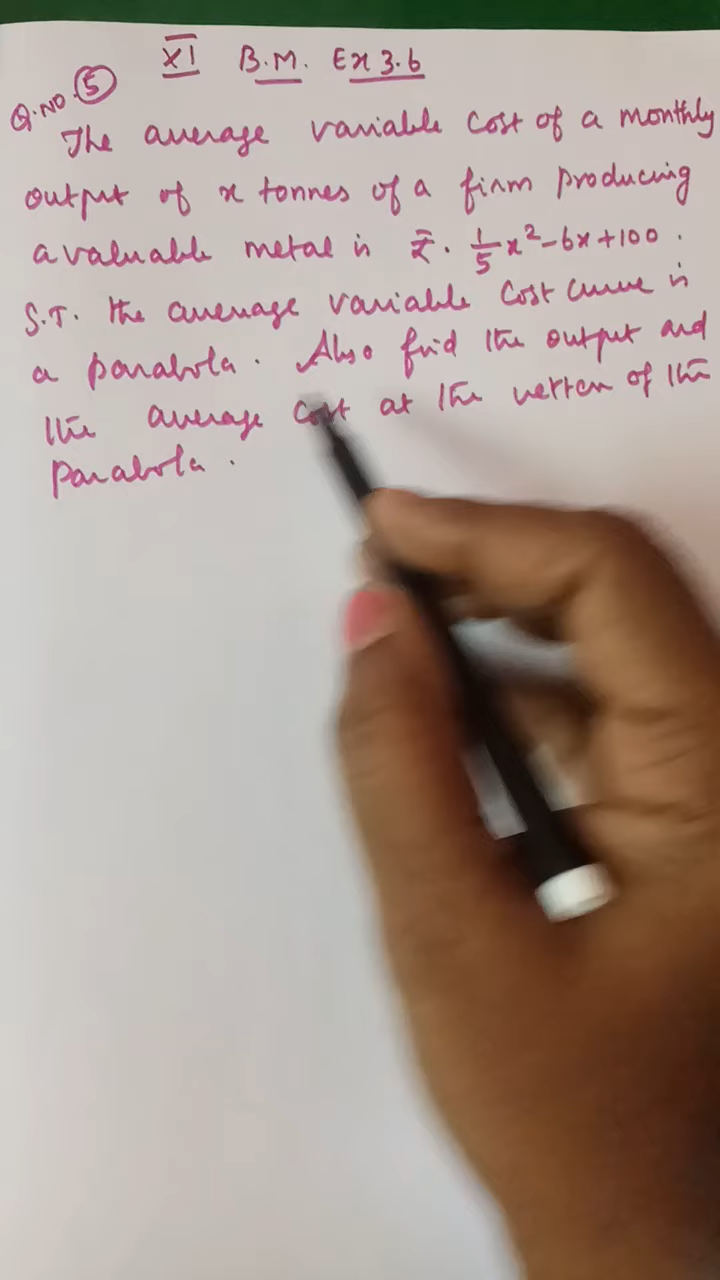 XI B.M. Ex 3.6
Q.NO. 5
The average variable cost of a monthly
output of x tonnes of a firm producing
a valuable metal is ₹. 1/5 x² - 6x + 100.
S.T. the average variable cost curve is
a parabola. Also find the output and
the average cost at the vertex of the
parabola.